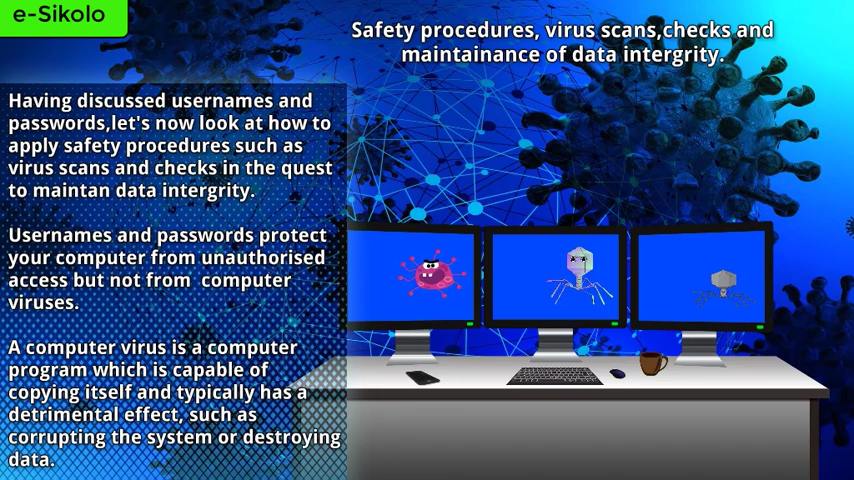 e-Sikolo
Safety procedures, virus scans,checks and
maintainance of data intergrity.
Having discussed usernames and
passwords,let's now look at how to
apply safety procedures such as
virus scans and checks in the quest
to maintan data intergrity.
Usernames and passwords protect
your computer from unauthorised
access but not from computer
viruses.
A computer virus is a computer
program which is capable of
copying itself and typically has a
detrimental effect, such as
corrupting the system or destroying
data.